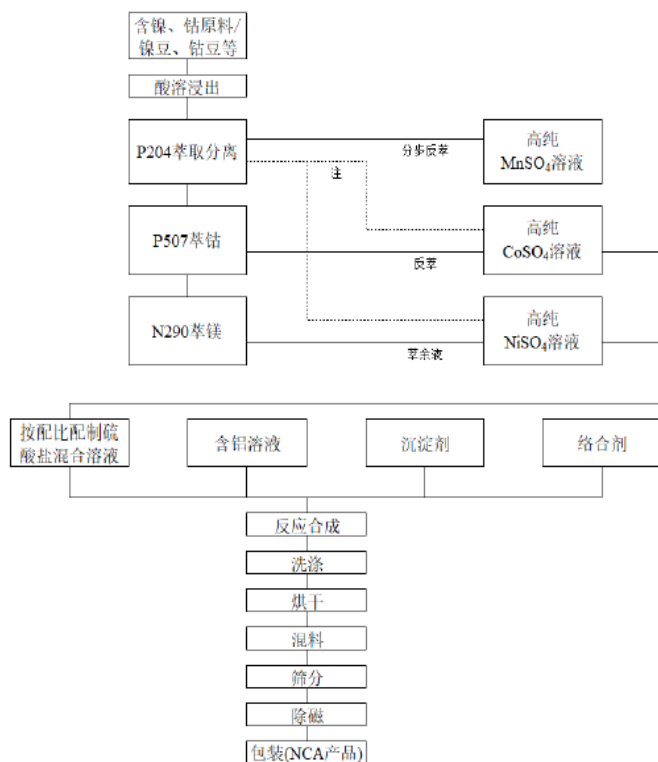 含镍、钴原料/
镍豆、钴豆等
酸溶浸出
P204萃取分离
分步反萃
高纯
MnSO₄溶液
注
P507萃钴
反萃
高纯
CoSO₄溶液
N290萃镁
萃余液
高纯
NiSO₄溶液
按配比配制硫
酸盐混合溶液
含铝溶液
沉淀剂
络合剂
反应合成
洗涤
烘干
混料
筛分
除磁
包装(NCA产品)